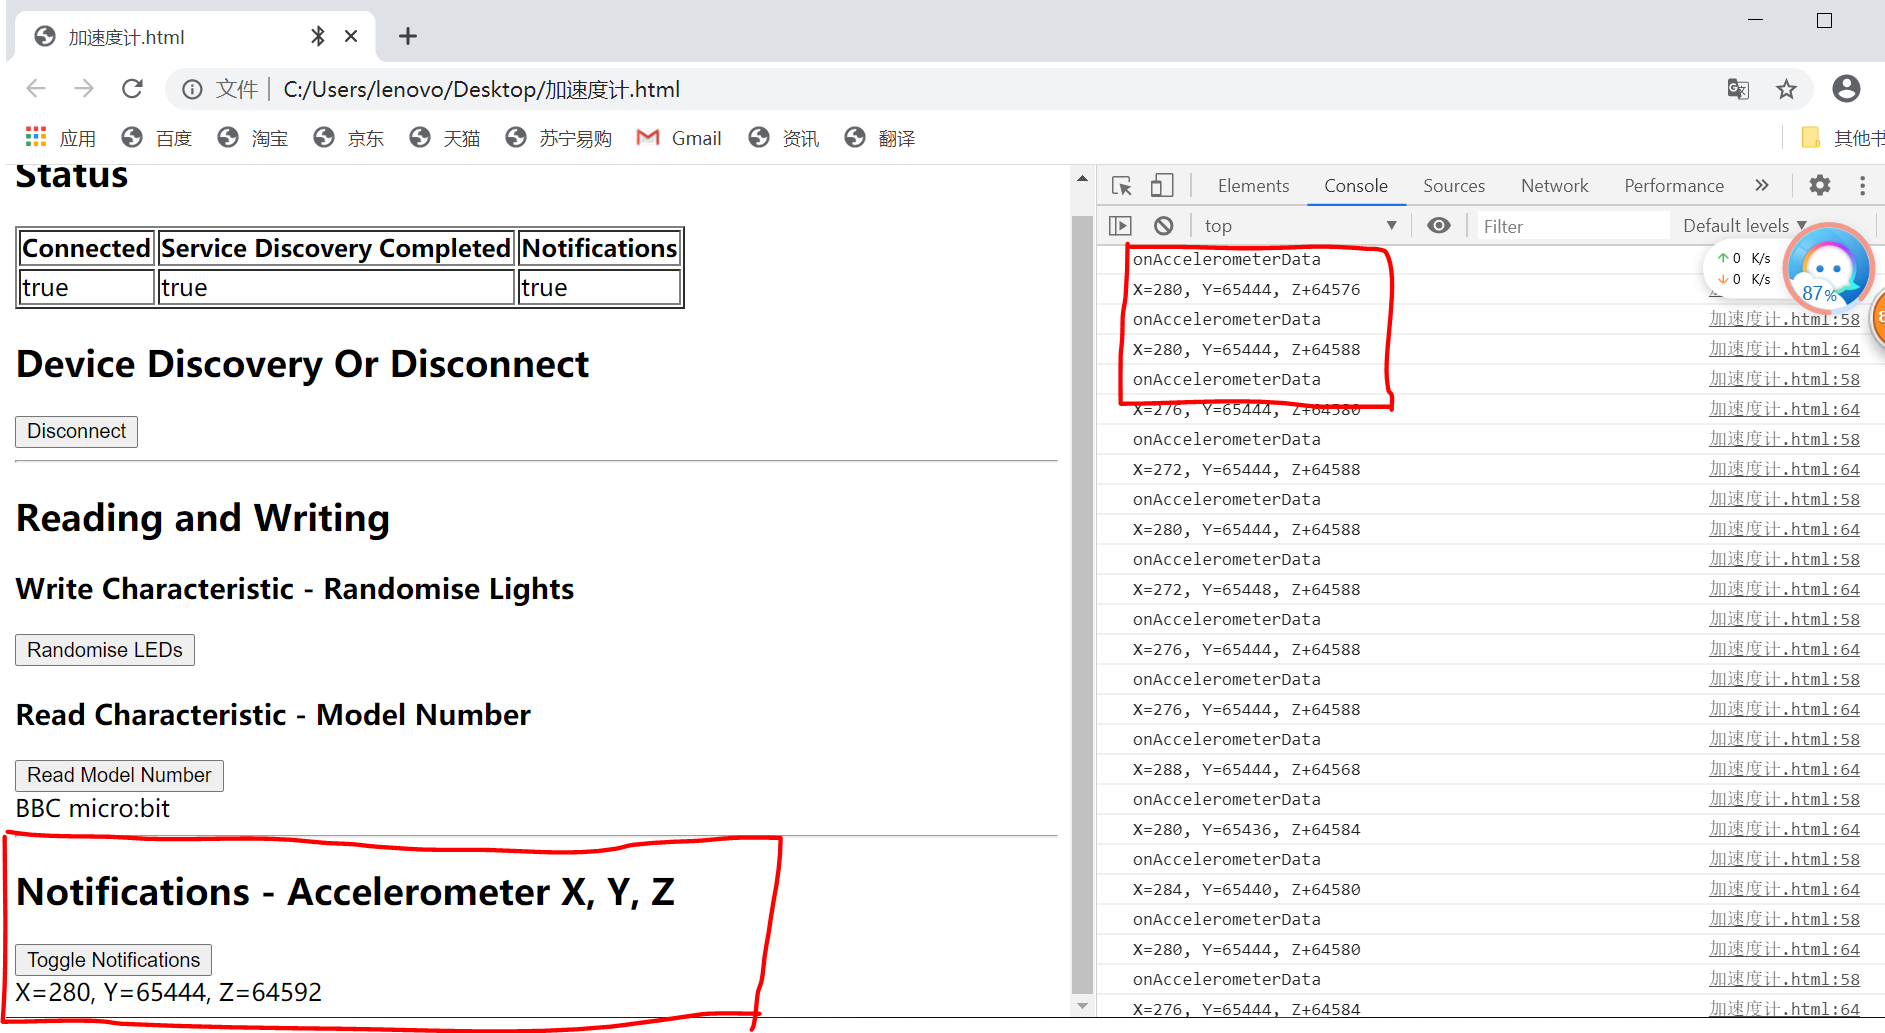 加速度计.html
文件 | C:/Users/lenovo/Desktop/加速度计.html
应用 百度 淘宝 京东 天猫 苏宁易购 Gmail 资讯 翻译 其他书
Status
Connected Service Discovery Completed Notifications
true true true
Device Discovery Or Disconnect
Disconnect
Reading and Writing
Write Characteristic - Randomise Lights
Randomise LEDs
Read Characteristic - Model Number
Read Model Number
BBC micro:bit
Notifications - Accelerometer X, Y, Z
Toggle Notifications
X=280, Y=65444, Z=64592
Elements Console Sources Network Performance »
top Filter Default levels
↑ 0 K/s
↓ 0 K/s
87%
onAccelerometerData
X=280, Y=65444, Z+64576
onAccelerometerData 加速度计.html:58
X=280, Y=65444, Z+64588 加速度计.html:64
onAccelerometerData 加速度计.html:58
X=276, Y=65444, Z+64580 加速度计.html:64
onAccelerometerData 加速度计.html:58
X=272, Y=65444, Z+64588 加速度计.html:64
onAccelerometerData 加速度计.html:58
X=280, Y=65444, Z+64588 加速度计.html:64
onAccelerometerData 加速度计.html:58
X=272, Y=65448, Z+64588 加速度计.html:64
onAccelerometerData 加速度计.html:58
X=276, Y=65444, Z+64588 加速度计.html:64
onAccelerometerData 加速度计.html:58
X=276, Y=65444, Z+64588 加速度计.html:64
onAccelerometerData 加速度计.html:58
X=288, Y=65444, Z+64568 加速度计.html:64
onAccelerometerData 加速度计.html:58
X=280, Y=65436, Z+64584 加速度计.html:64
onAccelerometerData 加速度计.html:58
X=284, Y=65440, Z+64580 加速度计.html:64
onAccelerometerData 加速度计.html:58
X=280, Y=65444, Z+64580 加速度计.html:64
onAccelerometerData 加速度计.html:58
X=276, Y=65444, Z+64584 加速度计.html:64